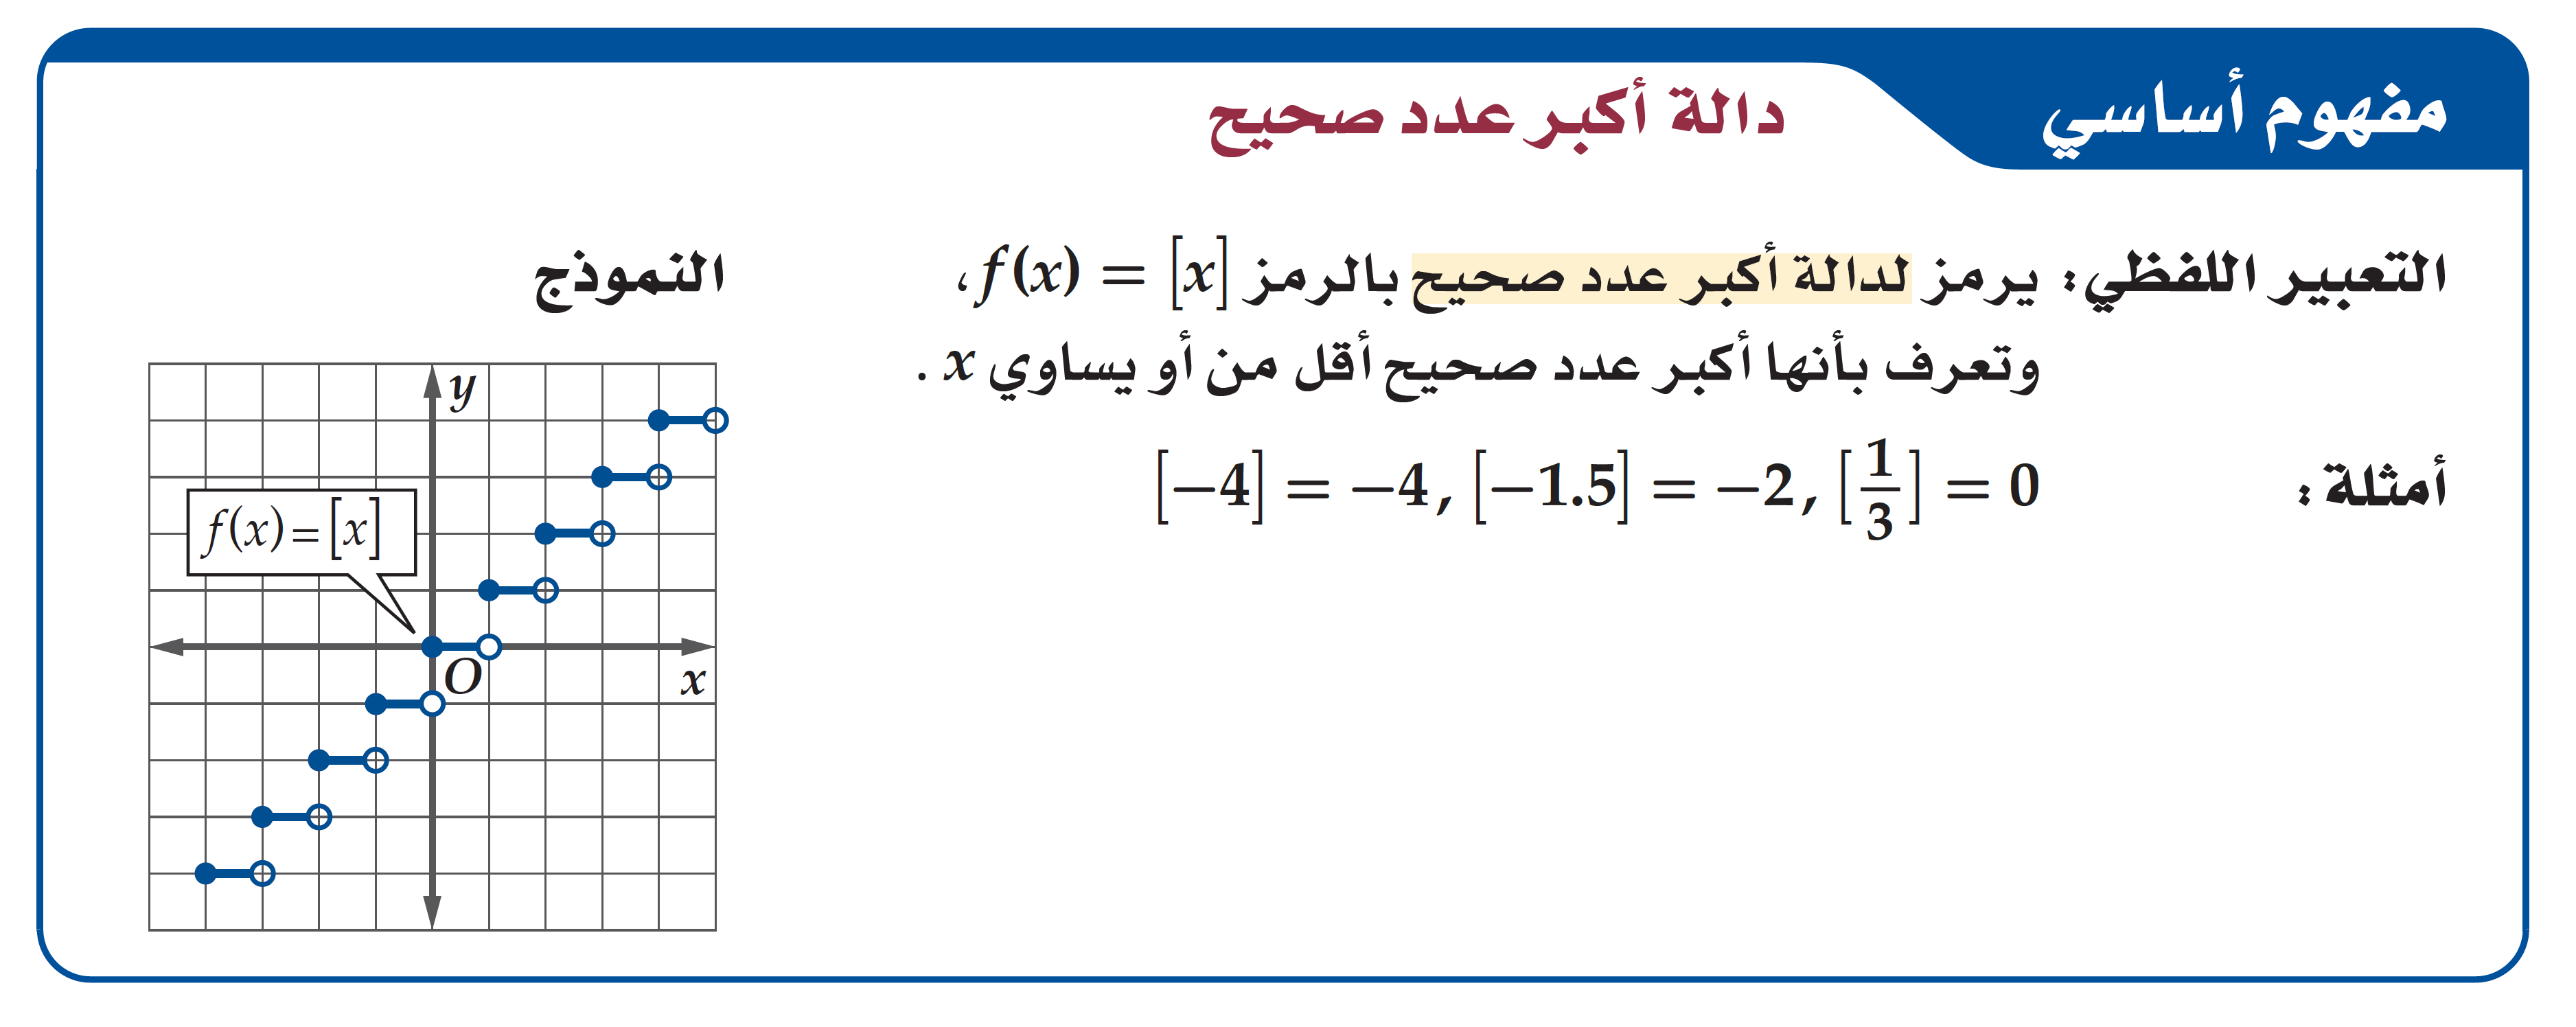 مفهوم أساسي
دالة أكبر عدد صحيح
التعبير اللفظي: يرمز لدالة أكبر عدد صحيح بالرمز f(x) = [x]،
وتعرف بأنها أكبر عدد صحيح أقل من أو يساوي x .
أمثلة :
[−4] = −4, [−1.5] = −2, [1/3] = 0
النموذج
y
f(x)=[x]
O
x